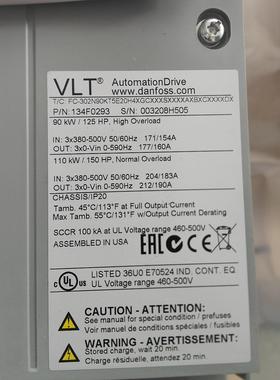 VLT® AutomationDrive
www.danfoss.com
T/C: FC-302N90KT5E20H4XGCXXXSXXXXAXBXCXXXXDX
P/N: 134F0293 S/N: 003208H505
90 kW / 125 HP, High Overload
IN: 3x380-500V 50/60Hz 171/154A
OUT: 3x0-Vin 0-590Hz 177/160A
110 kW / 150 HP, Normal Overload
IN: 3x380-500V 50/60Hz 204/183A
OUT: 3x0-Vin 0-590Hz 212/190A
CHASSIS/IP20
Tamb. 45°C/113°F at Full Output Current
Max Tamb. 55°C/131°F w/Output Current Derating
SCCR 100 kA at UL Voltage range 460-500V
ASSEMBLED IN USA
EAC CE
c UL US LISTED 36U0 E70524 IND. CONT. EQ.
UL Voltage range 460-500V
CAUTION - ATTENTION:
See manual for special condition / prefuses
Voir manuel de conditions spéciales / fusibles
WARNING - AVERTISSEMENT:
Stored charge, wait 20 min.
Charge résiduelle, attendez 20 min.